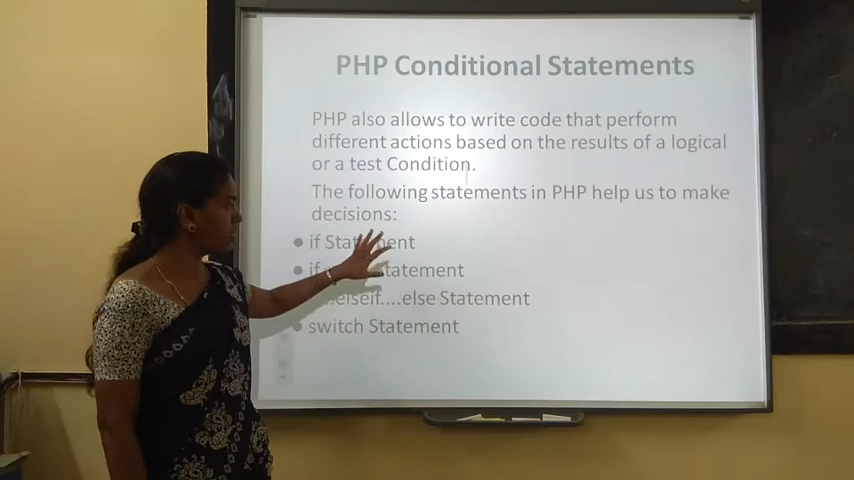 PHP Conditional Statements
PHP also allows to write code that perform
different actions based on the results of a logical
or a test Condition.
The following statements in PHP help us to make
decisions:
• if Statement
• if Statement
elseif....else Statement
• switch Statement